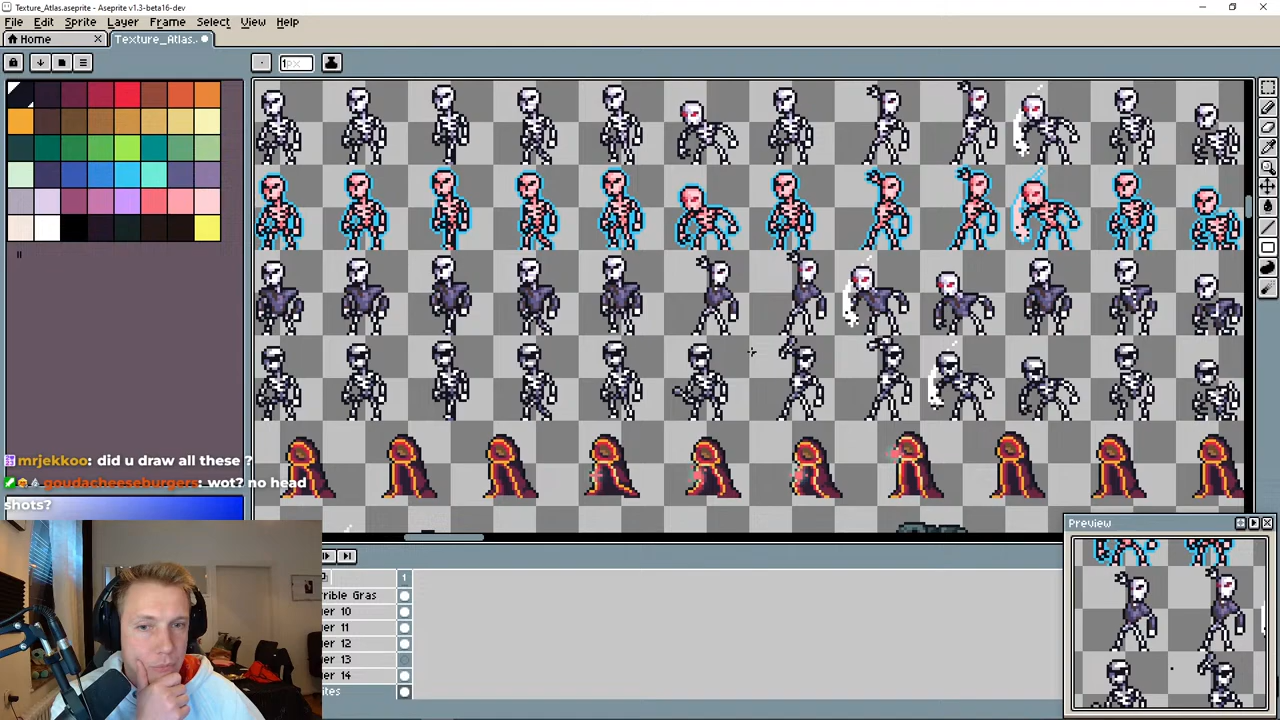 Texture_Atlas.aseprite - Aseprite v1.3-beta16-dev
File Edit Sprite Layer Frame Select View Help
Home Texture_Atlas.
1px
mrjekkoo: did u draw all these ?
goudacheeseburgers: wot? no head
shots?
Preview
1
rrible Gras
er 10
er 11
er 12
er 13
er 14
ites